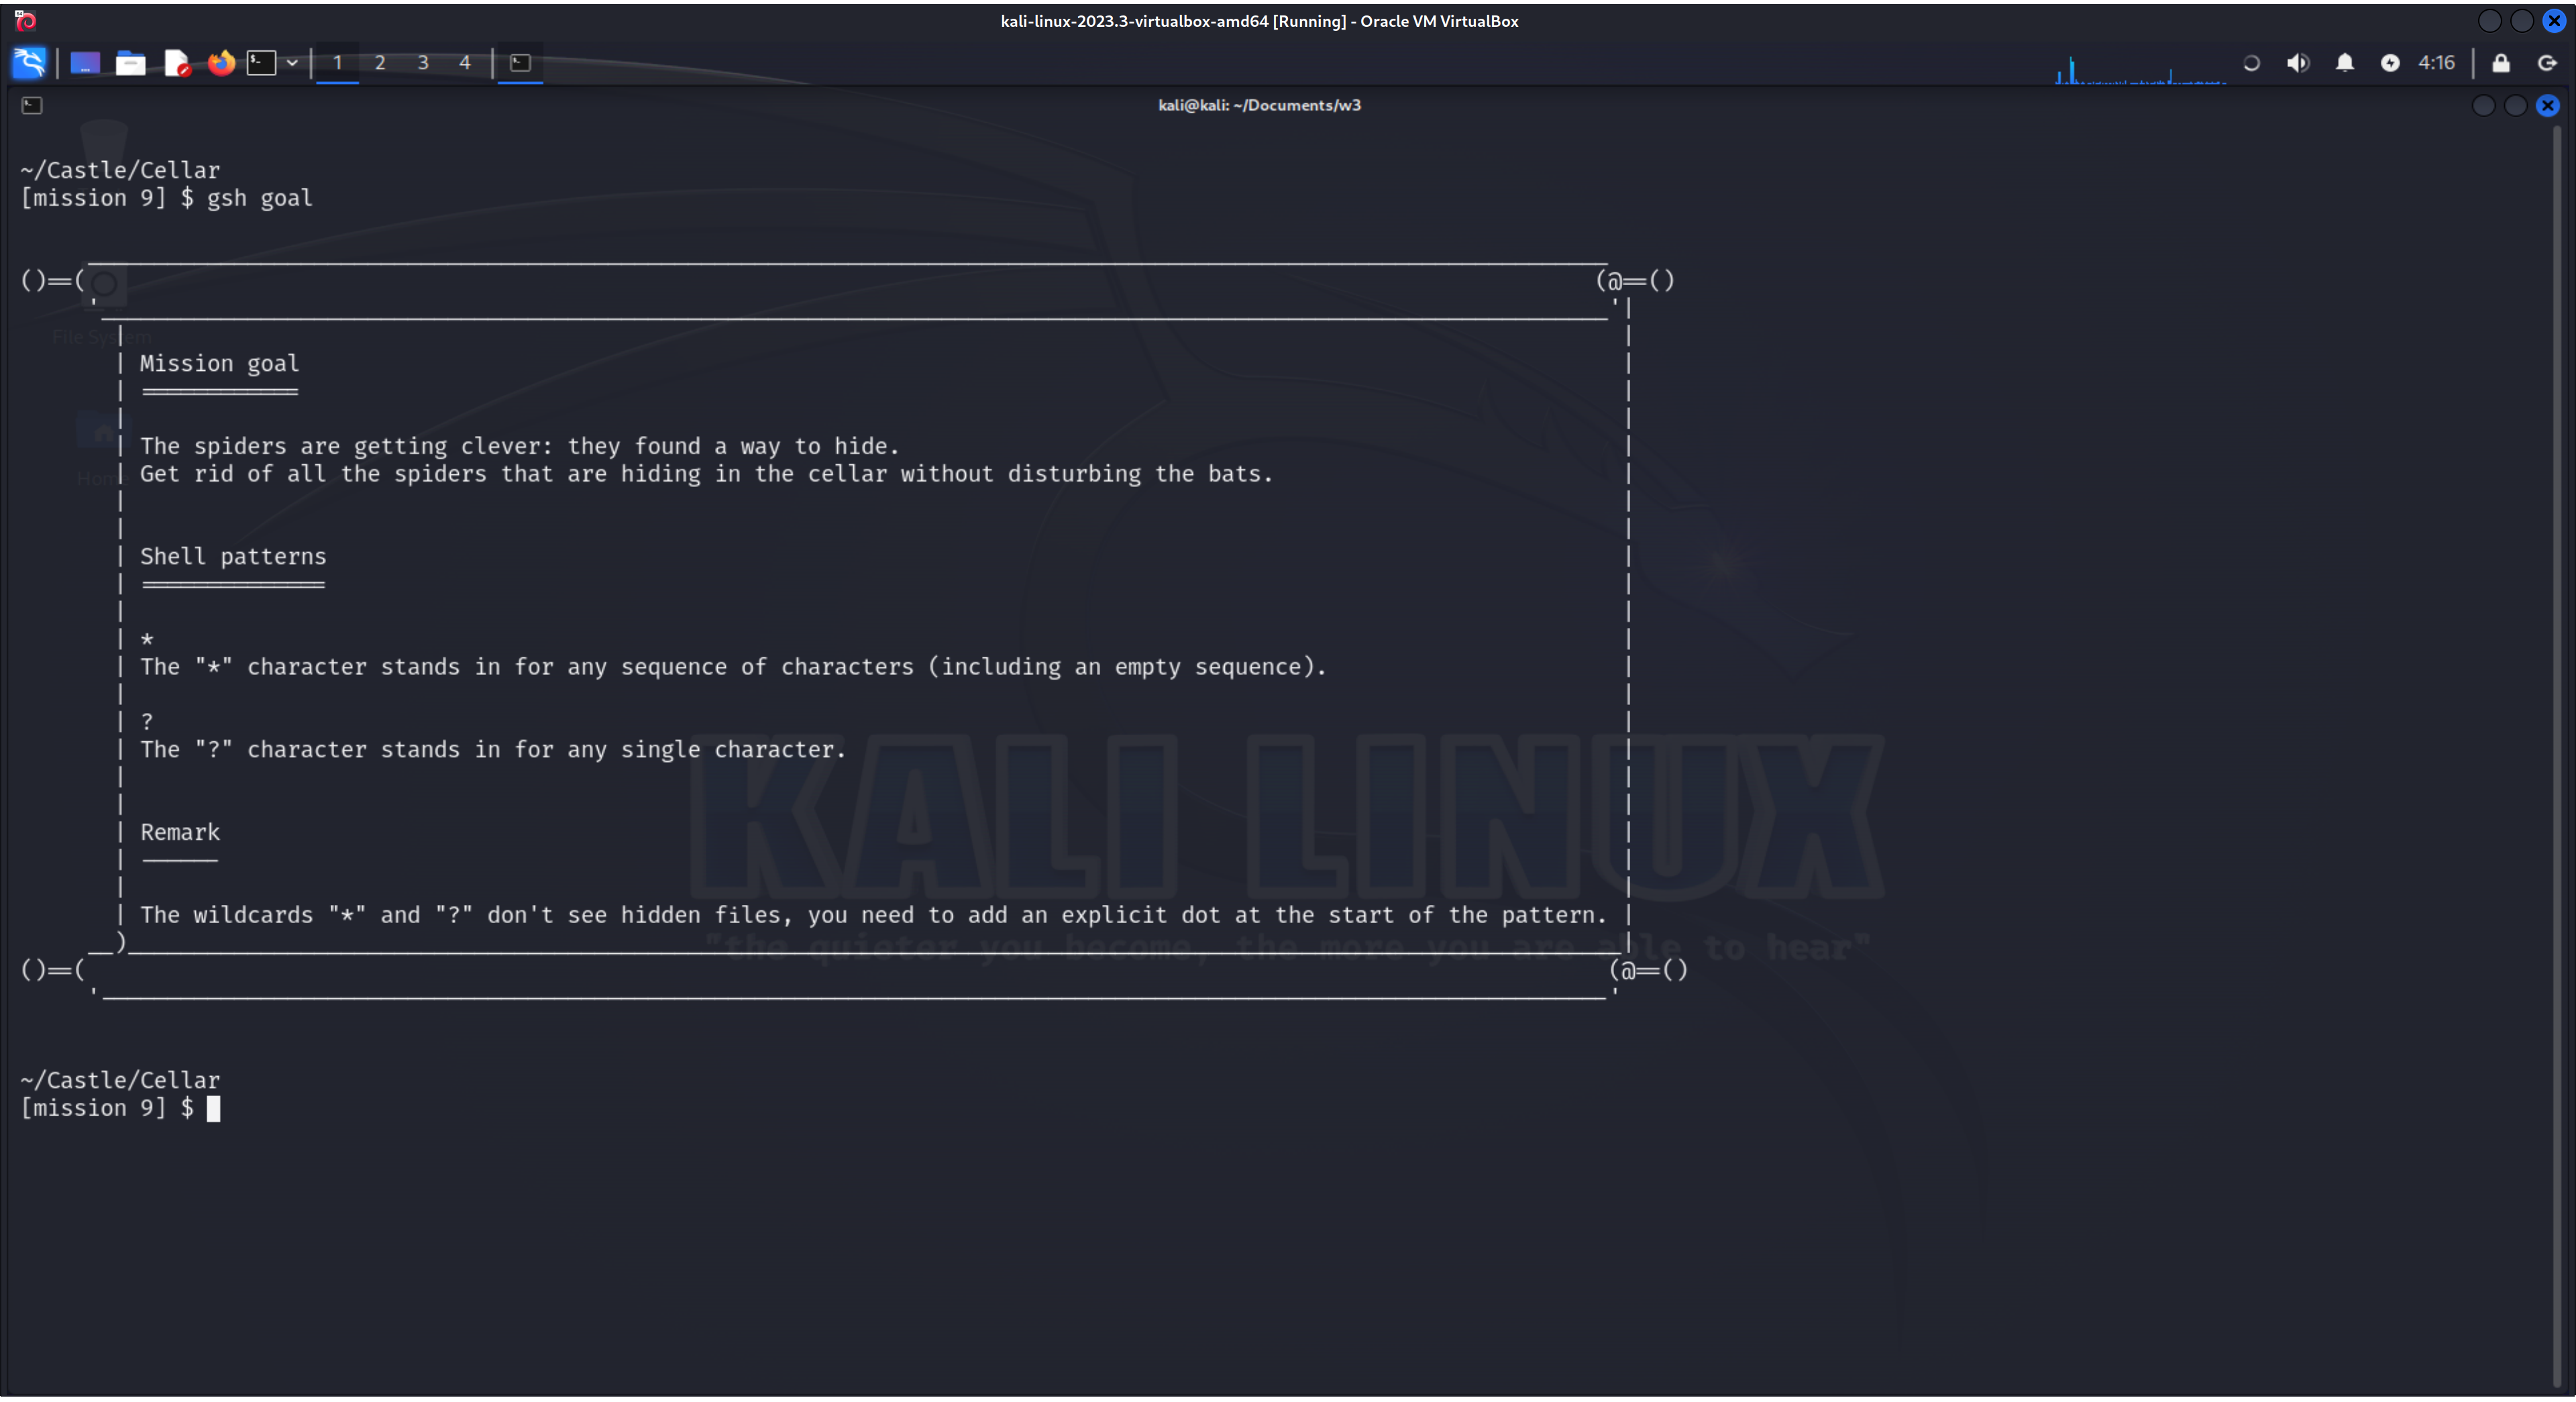 kali-linux-2023.3-virtualbox-amd64 [Running] - Oracle VM VirtualBox
1 2 3 4
4:16
kali@kali: ~/Documents/w3
~/Castle/Cellar
[mission 9] $ gsh goal
()==(
(@==()
File System
Mission goal
============
The spiders are getting clever: they found a way to hide.
Get rid of all the spiders that are hiding in the cellar without disturbing the bats.
Home
Shell patterns
==============
*
The "*" character stands in for any sequence of characters (including an empty sequence).
?
The "?" character stands in for any single character.
Remark
------
The wildcards "*" and "?" don't see hidden files, you need to add an explicit dot at the start of the pattern.
KALI LINUX
"the quieter you become, the more you are able to hear"
()==(
(@==()
~/Castle/Cellar
[mission 9] $